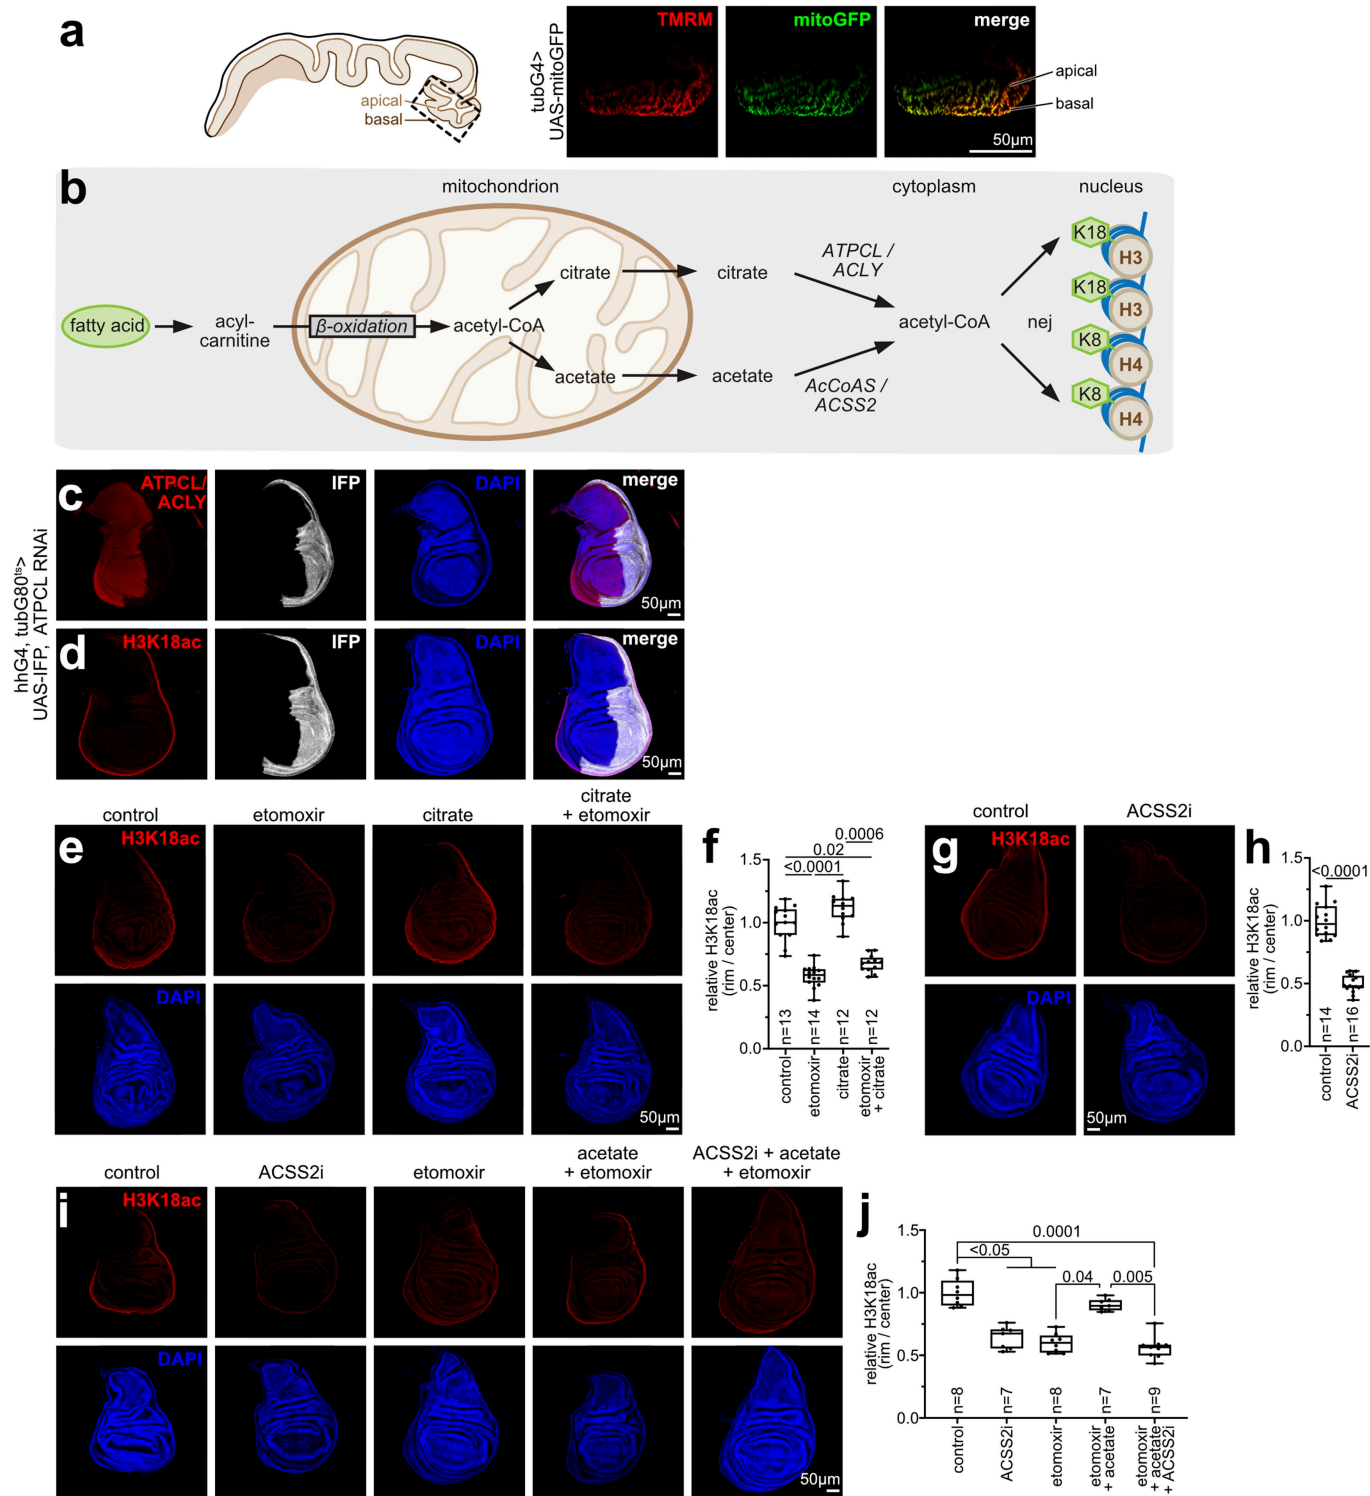 a
apical
basal
tubG4>
UAS-mitoGFP
TMRM
mitoGFP
merge
apical
basal
50µm
b
mitochondrion
cytoplasm
nucleus
fatty acid
acyl-
carnitine
β-oxidation
acetyl-CoA
citrate
acetate
citrate
acetate
ATPCL /
ACLY
AcCoAS /
ACSS2
acetyl-CoA
nej
K18
H3
K18
H3
K8
H4
K8
H4
hhG4, tubG80ts>
UAS-IFP, ATPCL RNAi
c
ATPCL/
ACLY
IFP
DAPI
merge
50µm
d
H3K18ac
IFP
DAPI
merge
50µm
control
etomoxir
citrate
citrate
+ etomoxir
e
H3K18ac
DAPI
50µm
f
relative H3K18ac
(rim / center)
0.0006
0.02
<0.0001
1.5
1.0
0.5
0.0
n=13
n=14
n=12
n=12
control
etomoxir
citrate
etomoxir
+ citrate
control
ACSS2i
g
H3K18ac
DAPI
50µm
h
relative H3K18ac
(rim / center)
<0.0001
1.5
1.0
0.5
0.0
n=14
n=16
control
ACSS2i
control
ACSS2i
etomoxir
acetate
+ etomoxir
ACSS2i + acetate
+ etomoxir
i
H3K18ac
DAPI
50µm
j
relative H3K18ac
(rim / center)
0.0001
<0.05
0.04
0.005
1.5
1.0
0.5
0.0
n=8
n=7
n=8
n=7
n=9
control
ACSS2i
etomoxir
etomoxir
+ acetate
etomoxir
+ acetate
+ ACSS2i